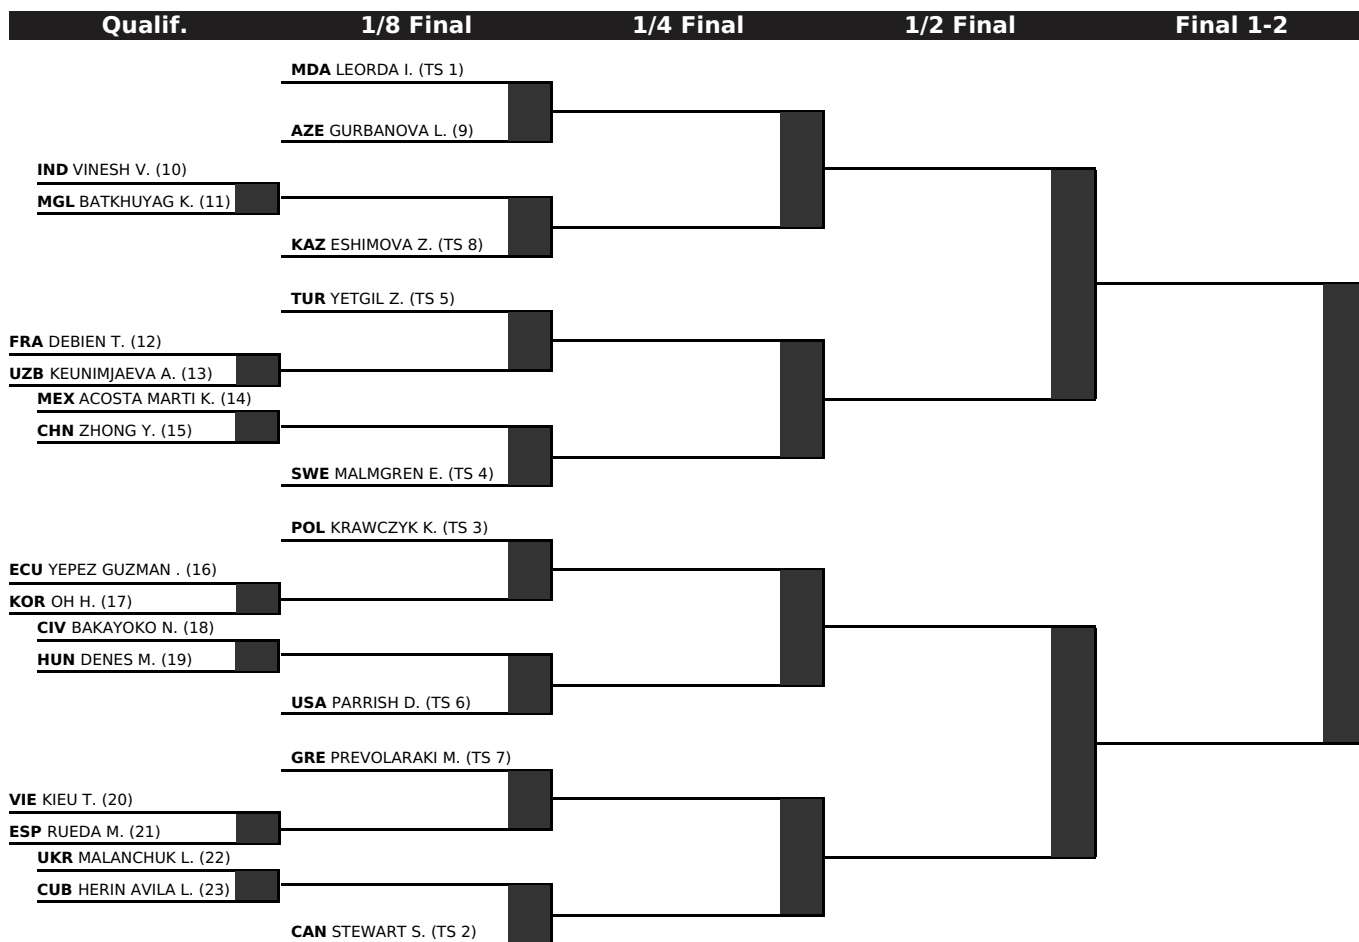 Qualif. 1/8 Final 1/4 Final 1/2 Final Final 1-2
MDA LEORDA I. (TS 1)
AZE GURBANOVA L. (9)
IND VINESH V. (10)
MGL BATKHUYAG K. (11)
KAZ ESHIMOVA Z. (TS 8)
TUR YETGIL Z. (TS 5)
FRA DEBIEN T. (12)
UZB KEUNIMJAEVA A. (13)
MEX ACOSTA MARTI K. (14)
CHN ZHONG Y. (15)
SWE MALMGREN E. (TS 4)
POL KRAWCZYK K. (TS 3)
ECU YEPEZ GUZMAN . (16)
KOR OH H. (17)
CIV BAKAYOKO N. (18)
HUN DENES M. (19)
USA PARRISH D. (TS 6)
GRE PREVOLARAKI M. (TS 7)
VIE KIEU T. (20)
ESP RUEDA M. (21)
UKR MALANCHUK L. (22)
CUB HERIN AVILA L. (23)
CAN STEWART S. (TS 2)